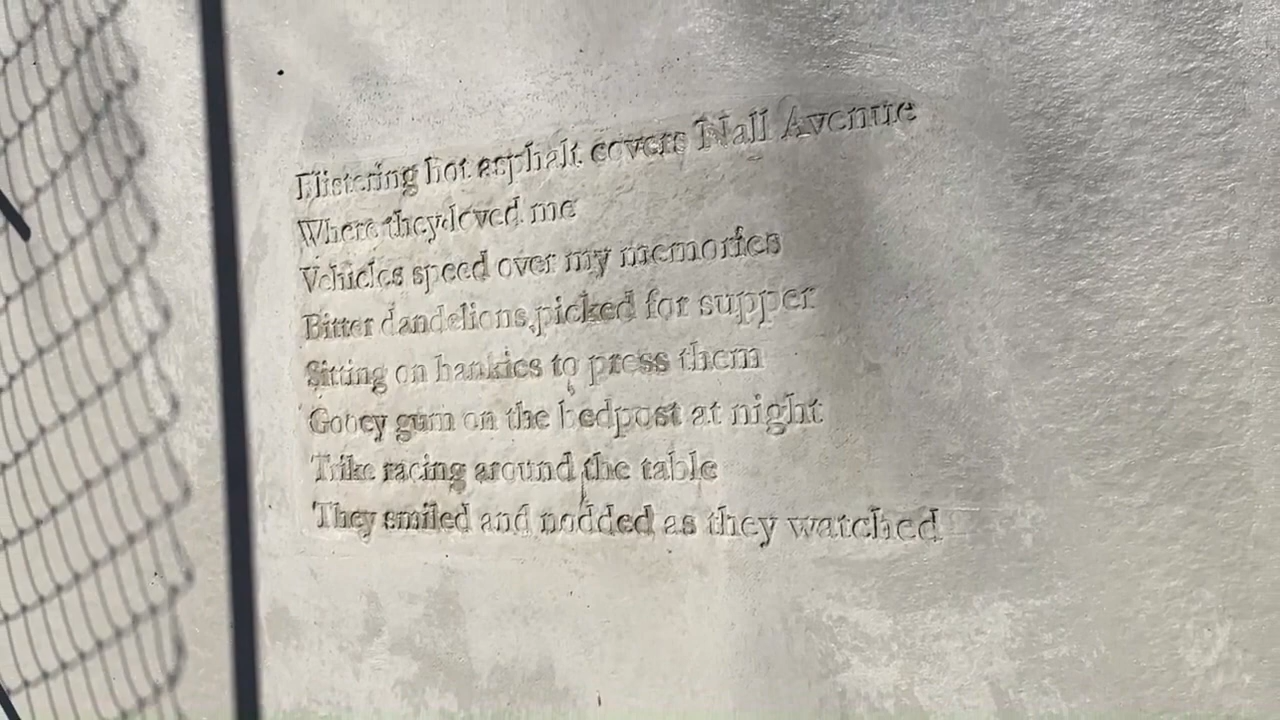 Blistering hot asphalt covers Nall Avenue
Where they loved me
Vehicles speed over my memories
Bitter dandelions, picked for supper
Sitting on hankies to press them
Gooey gum on the bedpost at night
Trike racing around the table
They smiled and nodded as they watched